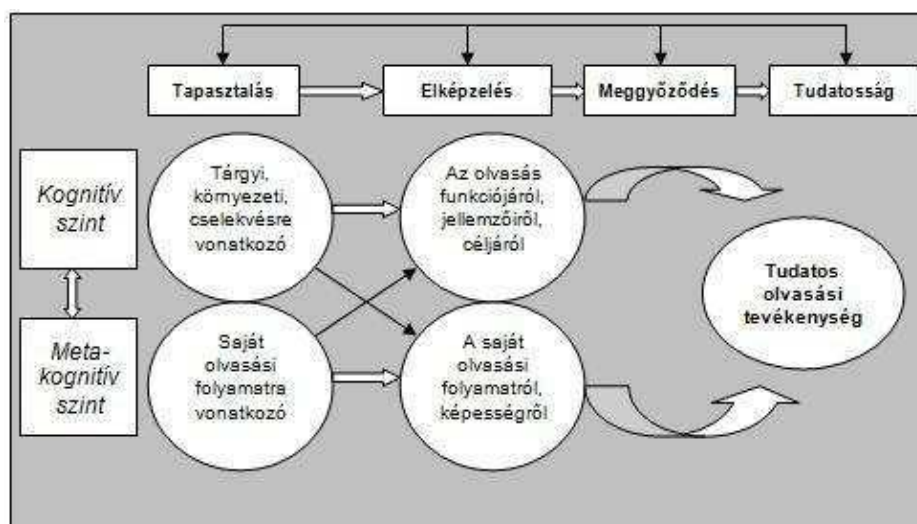 Tapasztalás
Elképzelés
Meggyőződés
Tudatosság
Kognitív
szint
Tárgyi,
környezeti,
cselekvésre
vonatkozó
Az olvasás
funkciójáról,
jellemzőiről,
céljáról
Tudatos
olvasási
tevékenység
Meta-
kognitív
szint
Saját
olvasási
folyamatra
vonatkozó
A saját
olvasási
folyamatról,
képességről